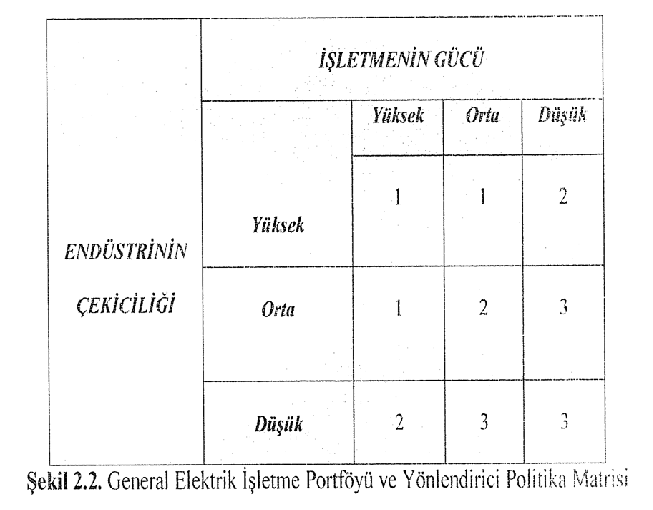 İŞLETMENİN GÜCÜ
Yüksek Orta Düşük
ENDÜSTRİNİN
ÇEKİCİLİĞİ
Yüksek 1 1 2
Orta 1 2 3
Düşük 2 3 3
Şekil 2.2. General Elektrik İşletme Portföyü ve Yönlendirici Politika Matrisi